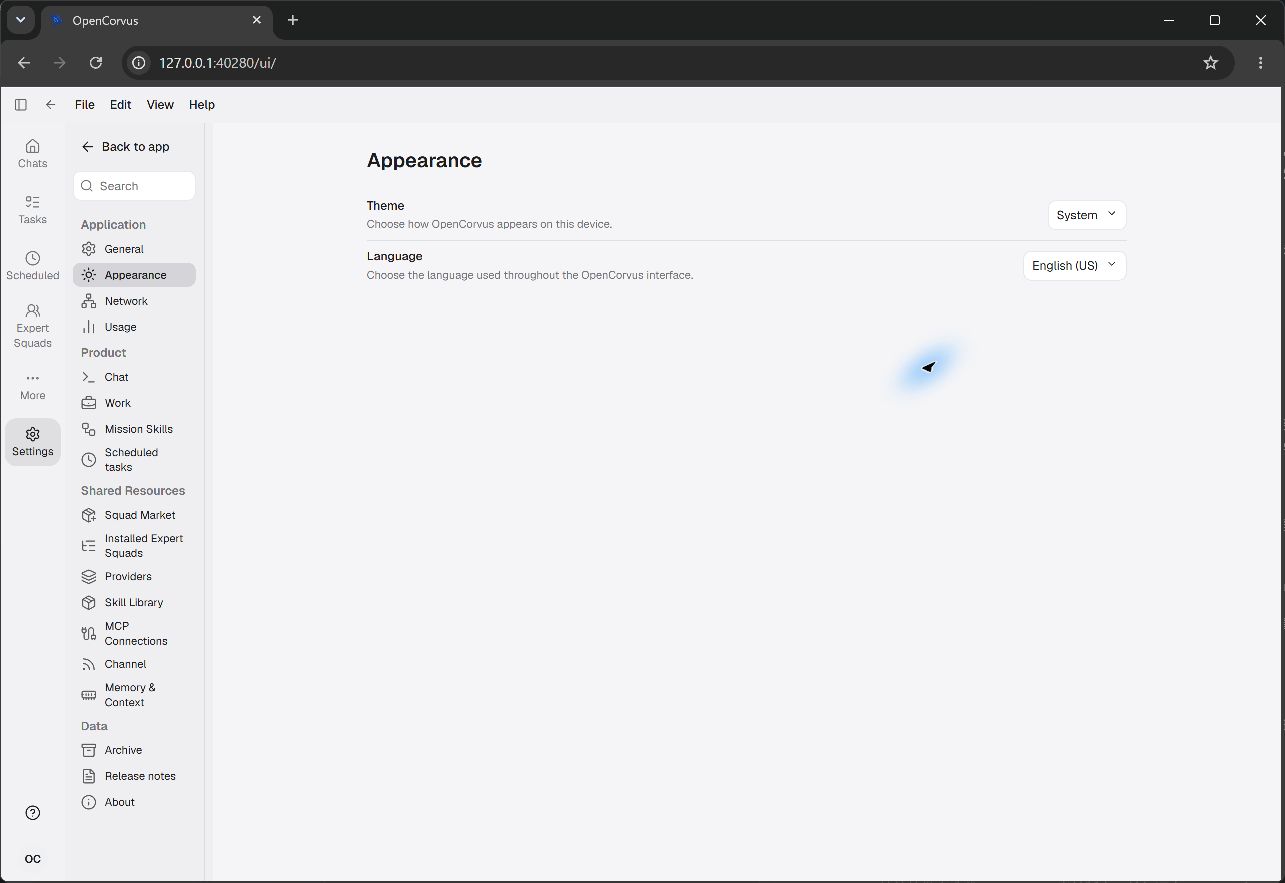 OpenCorvus
127.0.0.1:40280/ui/
File Edit View Help
Chats
Tasks
Scheduled
Expert
Squads
More
Settings
OC
Back to app
Search
Application
General
Appearance
Network
Usage
Product
Chat
Work
Mission Skills
Scheduled
tasks
Shared Resources
Squad Market
Installed Expert
Squads
Providers
Skill Library
MCP
Connections
Channel
Memory &
Context
Data
Archive
Release notes
About
Appearance
Theme
Choose how OpenCorvus appears on this device.
System
Language
Choose the language used throughout the OpenCorvus interface.
English (US)